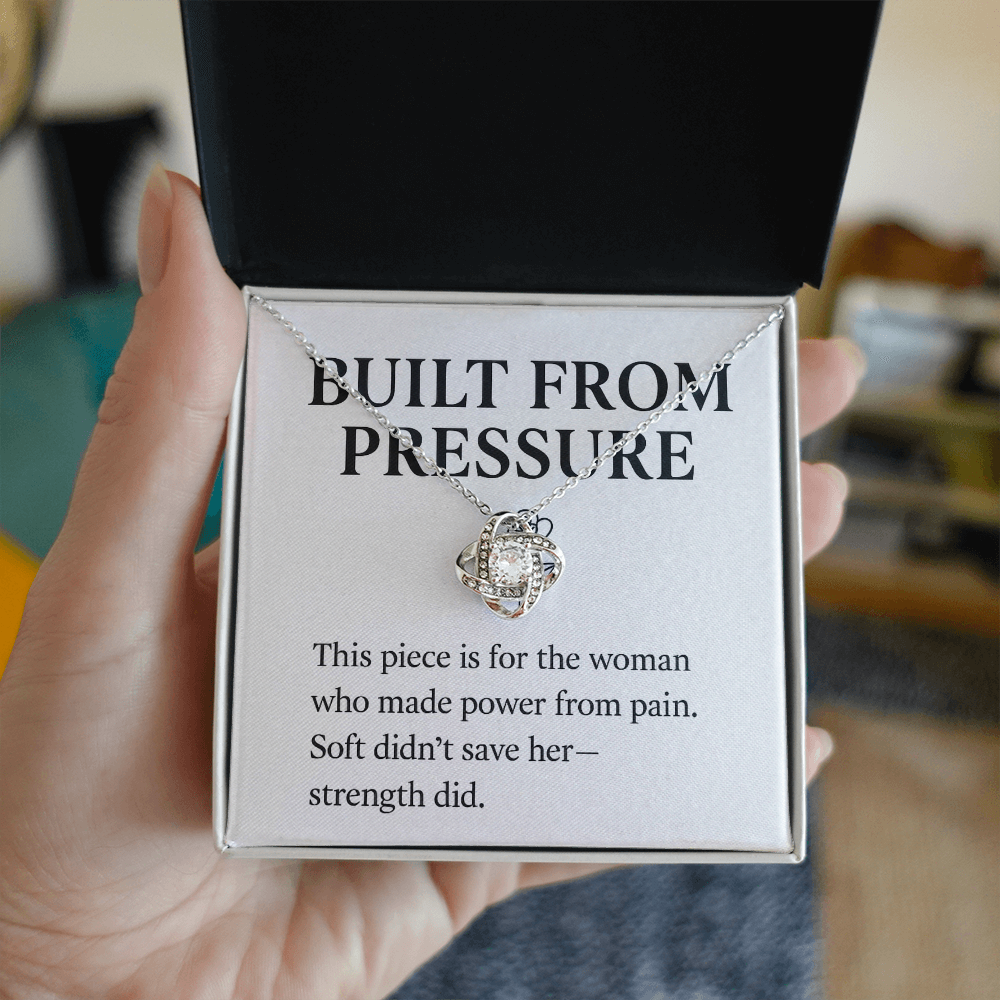 BUILT FROM
PRESSURE
This piece is for the woman
who made power from pain.
Soft didn’t save her—
strength did.